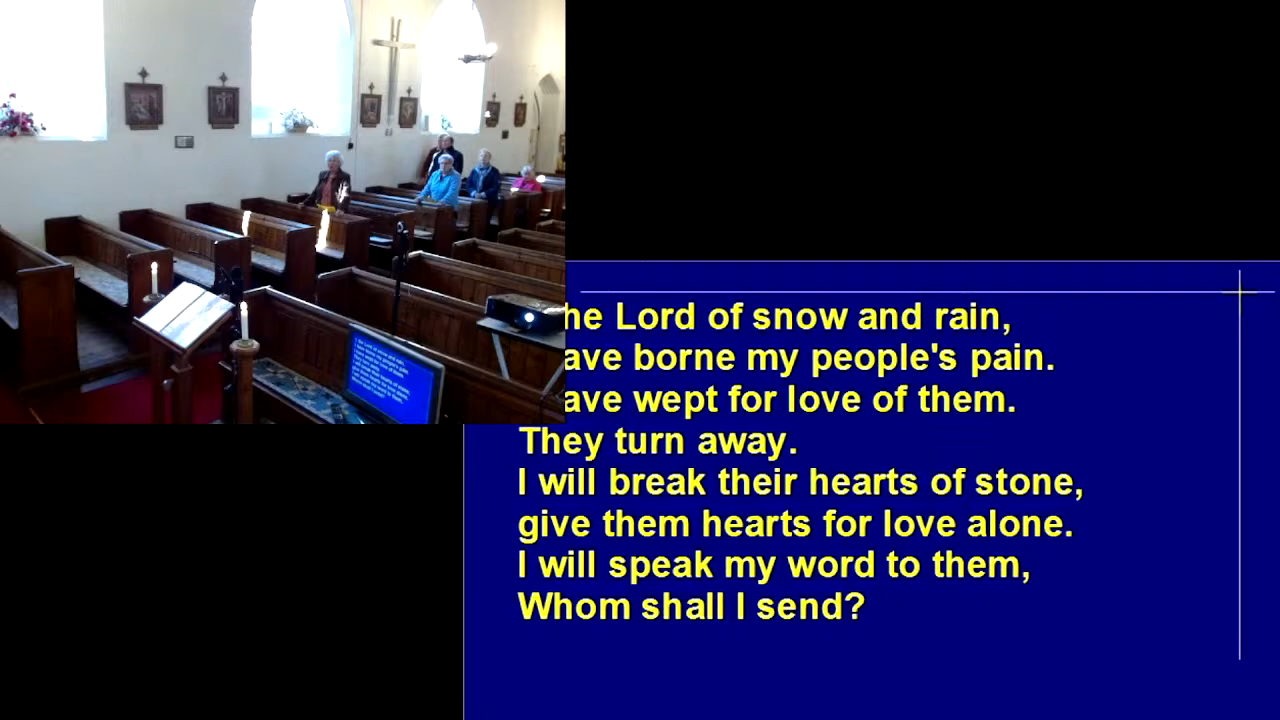 he Lord of snow and rain,
ave borne my people's pain.
ave wept for love of them.
They turn away.
I will break their hearts of stone,
give them hearts for love alone.
I will speak my word to them,
Whom shall I send?